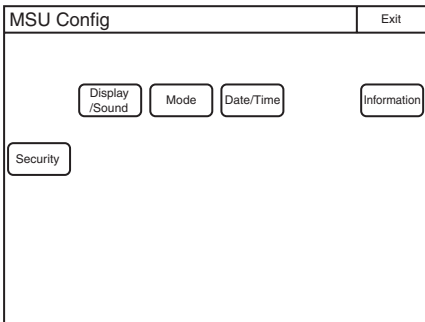 MSU Config
Exit
Display
/Sound
Mode
Date/Time
Information
Security